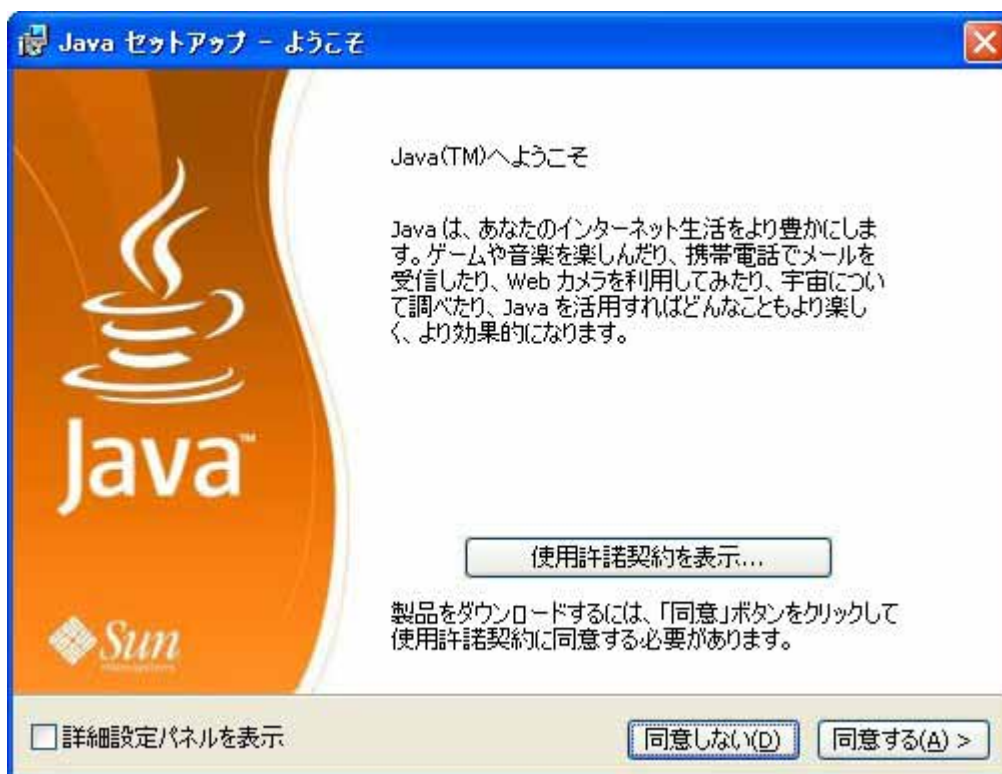 Java セットアップ - ようこそ
Java(TM)へようこそ
Java は、あなたのインターネット生活をより豊かにしま
す。ゲームや音楽を楽しんだり、携帯電話でメールを
受信したり、Web カメラを利用してみたり、宇宙につい
て調べたり、Java を活用すればどんなこともより楽し
く、より効果的になります。
Java™
使用許諾契約を表示...
製品をダウンロードするには、「同意」ボタンをクリックして
使用許諾契約に同意する必要があります。
Sun
microsystems
詳細設定パネルを表示
同意しない(D)
同意する(A) >